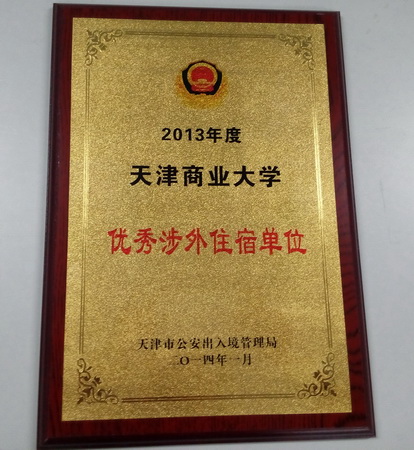 2013年度
天津商业大学
优秀涉外住宿单位
天津市公安出入境管理局
二〇一四年一月